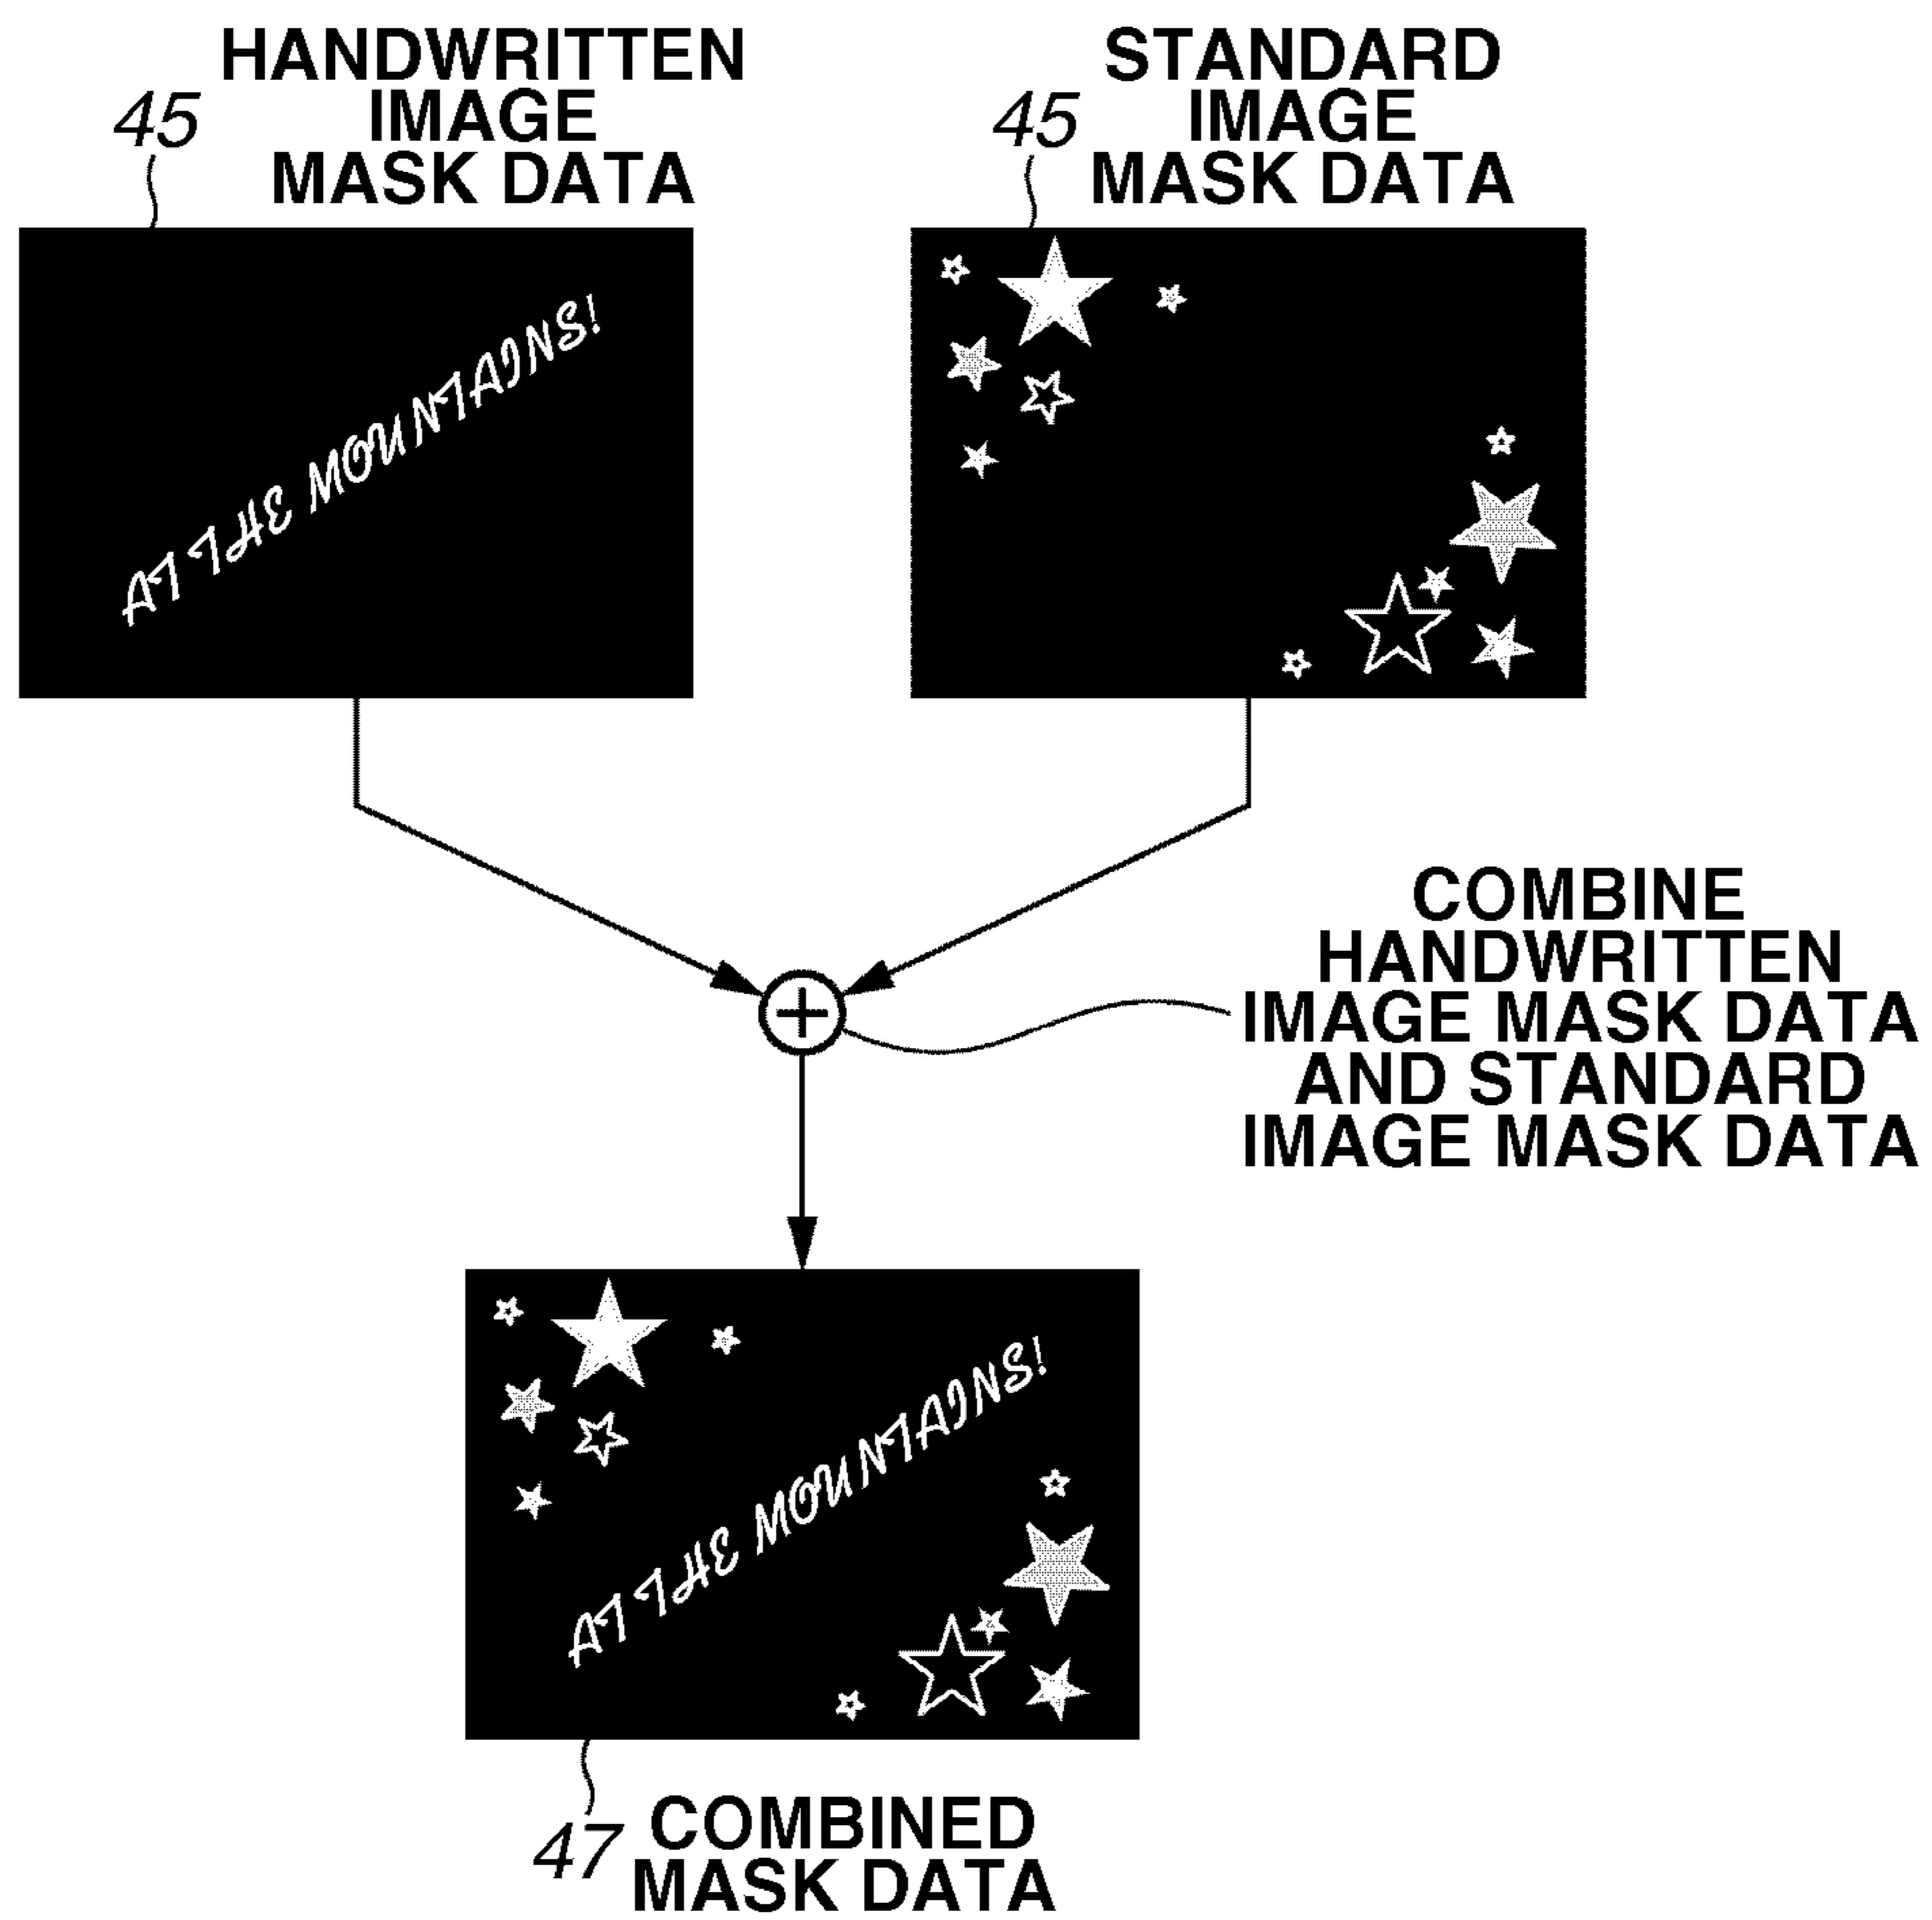 HANDWRITTEN
IMAGE
MASK DATA
45
STANDARD
IMAGE
MASK DATA
45
AT THE MOUNTAINS!
COMBINE
HANDWRITTEN
IMAGE MASK DATA
AND STANDARD
IMAGE MASK DATA
AT THE MOUNTAINS!
47
COMBINED
MASK DATA